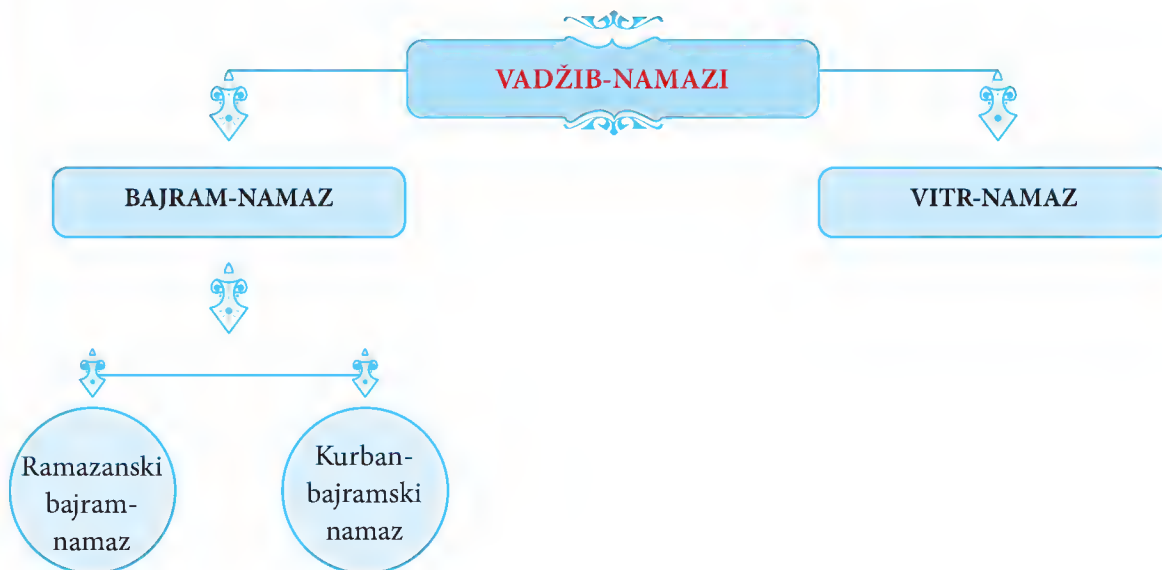 VADŽIB-NAMAZI
BAJRAM-NAMAZ
VITR-NAMAZ
Ramazanski
bajram-
namaz
Kurban-
bajramski
namaz